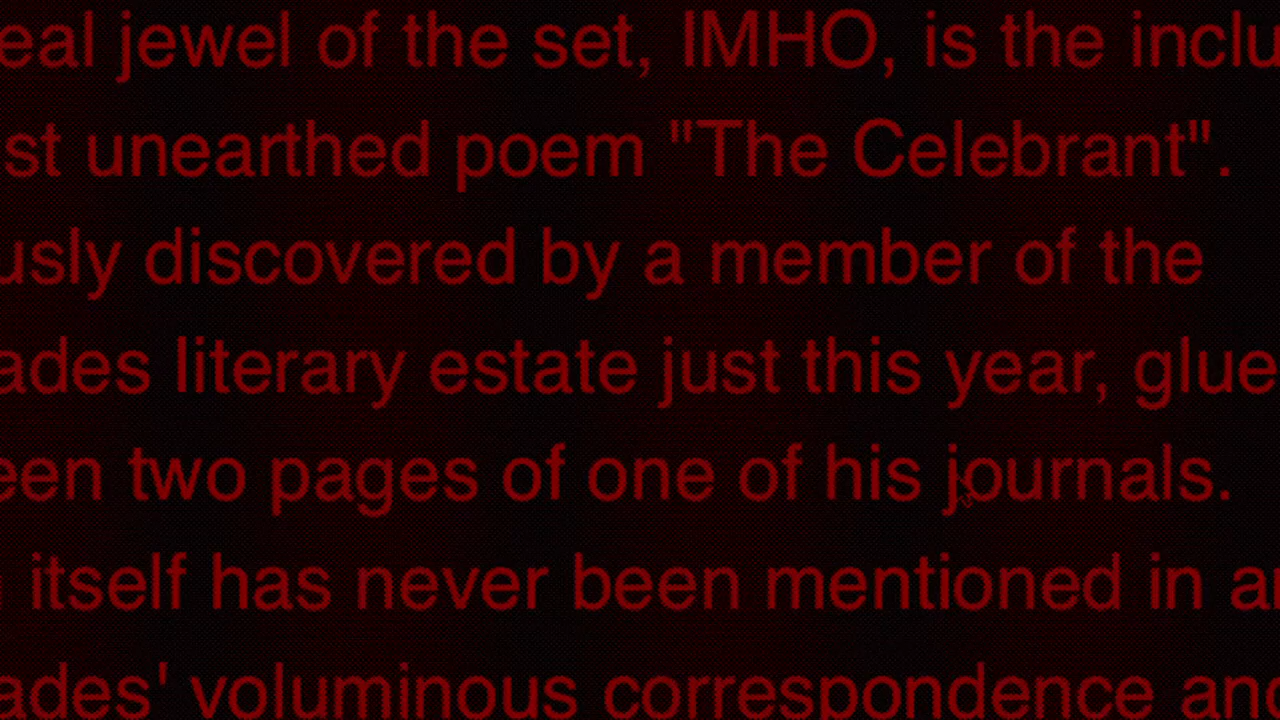 eal jewel of the set, IMHO, is the inclu
st unearthed poem "The Celebrant".
usly discovered by a member of the
ades literary estate just this year, glue
een two pages of one of his journals.
itself has never been mentioned in a
ades' voluminous correspondence and